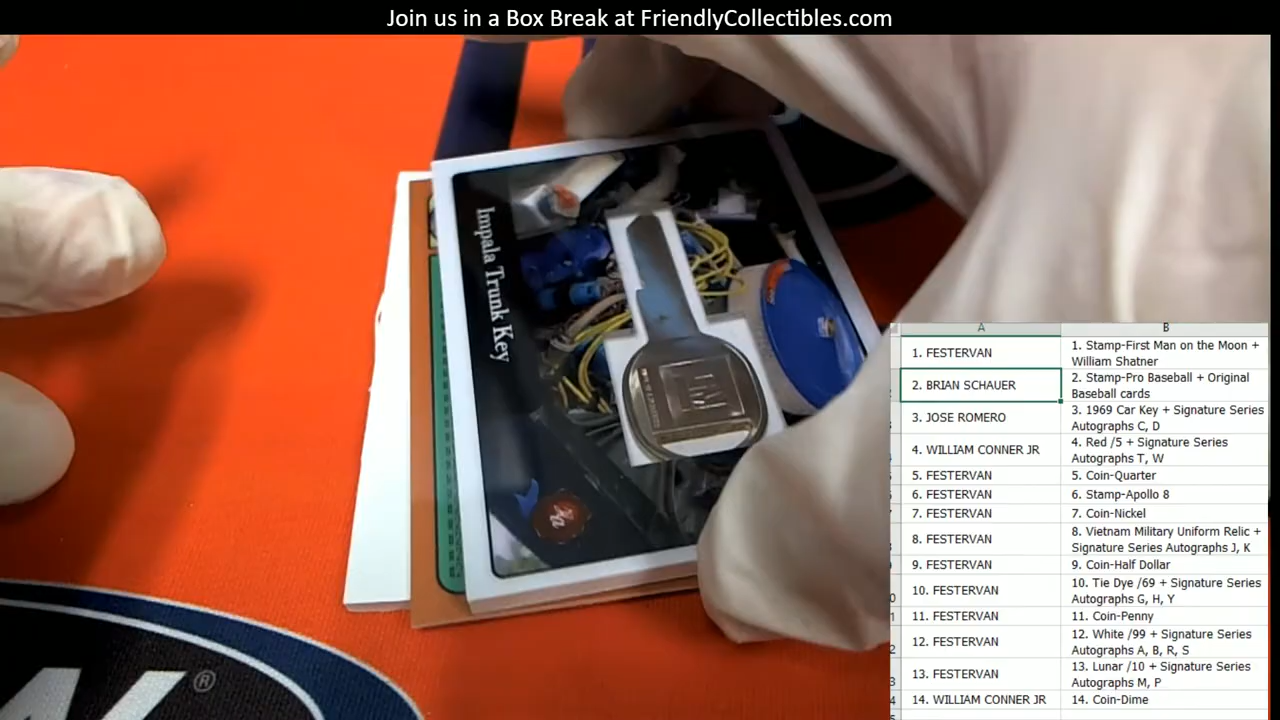 Join us in a Box Break at FriendlyCollectibles.com
Impala Trunk Key
GM
W®
A
B
1. FESTERVAN
1. Stamp-First Man on the Moon +
William Shatner
2. BRIAN SCHAUER
2. Stamp-Pro Baseball + Original
Baseball cards
3. JOSE ROMERO
3. 1969 Car Key + Signature Series
Autographs C, D
4. WILLIAM CONNER JR
4. Red /5 + Signature Series
Autographs T, W
5. FESTERVAN
5. Coin-Quarter
6. FESTERVAN
6. Stamp-Apollo 8
7. FESTERVAN
7. Coin-Nickel
8. FESTERVAN
8. Vietnam Military Uniform Relic +
Signature Series Autographs J, K
9. FESTERVAN
9. Coin-Half Dollar
10. FESTERVAN
10. Tie Dye /69 + Signature Series
Autographs G, H, Y
11. FESTERVAN
11. Coin-Penny
12. FESTERVAN
12. White /99 + Signature Series
Autographs A, B, R, S
13. FESTERVAN
13. Lunar /10 + Signature Series
Autographs M, P
14. WILLIAM CONNER JR
14. Coin-Dime